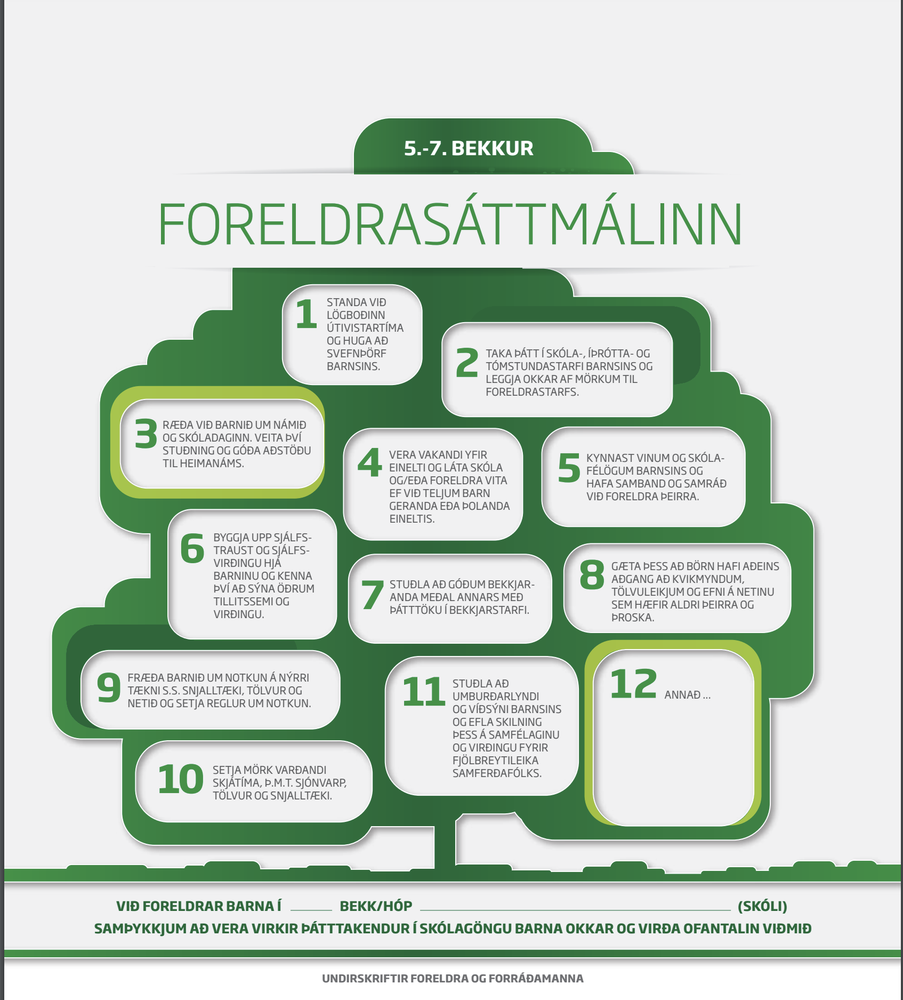 5.-7. BEKKUR
FORELDRASÁTTMÁLINN
1
STANDA VIÐ
LÖGBOÐINN
ÚTIVISTARTÍMA
OG HUGA AÐ
SVEFNÞÖRF
BARNSINS.
2
TAKA ÞÁTT Í SKÓLA-, ÍÞRÓTTA- OG
TÓMSTUNDASTARFI BARNSINS OG
LEGGJA OKKAR AF MÖRKUM TIL
FORELDRASTARFS.
3
RÆÐA VIÐ BARNIÐ UM NÁMIÐ
OG SKÓLADAGINN. VEITA ÞVÍ
STUÐNING OG GÓÐA AÐSTÖÐU
TIL HEIMANÁMS.
4
VERA VAKANDI YFIR
EINELTI OG LÁTA SKÓLA
OG/EÐA FORELDRA VITA
EF VIÐ TELJUM BARN
GERANDA EÐA ÞOLANDA
EINELTIS.
5
KYNNAST VINUM OG SKÓLA-
FÉLÖGUM BARNSINS OG
HAFA SAMBAND OG SAMRÁÐ
VIÐ FORELDRA ÞEIRRA.
6
BYGGJA UPP SJÁLFS-
TRAUST OG SJÁLFS-
VIRÐINGU HJÁ
BARNINU OG KENNA
ÞVÍ AÐ SÝNA ÖÐRUM
TILLITSSEMI OG
VIRÐINGU.
7
STUÐLA AÐ GÓÐUM BEKKJAR-
ANDA MEÐAL ANNARS MEÐ
ÞÁTTTÖKU Í BEKKJARSTARFI.
8
GÆTA ÞESS AÐ BÖRN HAFI AÐEINS
AÐGANG AÐ KVIKMYNDUM,
TÖLVULEIKJUM OG EFNI Á NETINU
SEM HÆFIR ALDRI ÞEIRRA OG
ÞROSKA.
9
FRÆÐA BARNIÐ UM NOTKUN Á NÝRRI
TÆKNI S.S. SNJALLTÆKI, TÖLVUR OG
NETIÐ OG SETJA REGLUR UM NOTKUN.
10
SETJA MÖRK VARÐANDI
SKJÁTÍMA, Þ.M.T. SJÓNVARP,
TÖLVUR OG SNJALLTÆKI.
11
STUÐLA AÐ
UMBURÐARLYNDI
OG VÍÐSÝNI BARNSINS
OG EFLA SKILNING
ÞESS Á SAMFÉLAGINU
OG VIRÐINGU FYRIR
FJÖLBREYTILEIKA
SAMFERÐAFÓLKS.
12
ANNAÐ ...
VIÐ FORELDRAR BARNA Í ______ BEKK/HÓP ______________________________ (SKÓLI)
SAMÞYKKJUM AÐ VERA VIRKIR ÞÁTTTAKENDUR Í SKÓLAGÖNGU BARNA OKKAR OG VIRÐA OFANTALIN VIÐMIÐ
UNDIRSKRIFTIR FORELDRA OG FORRÁÐAMANNA